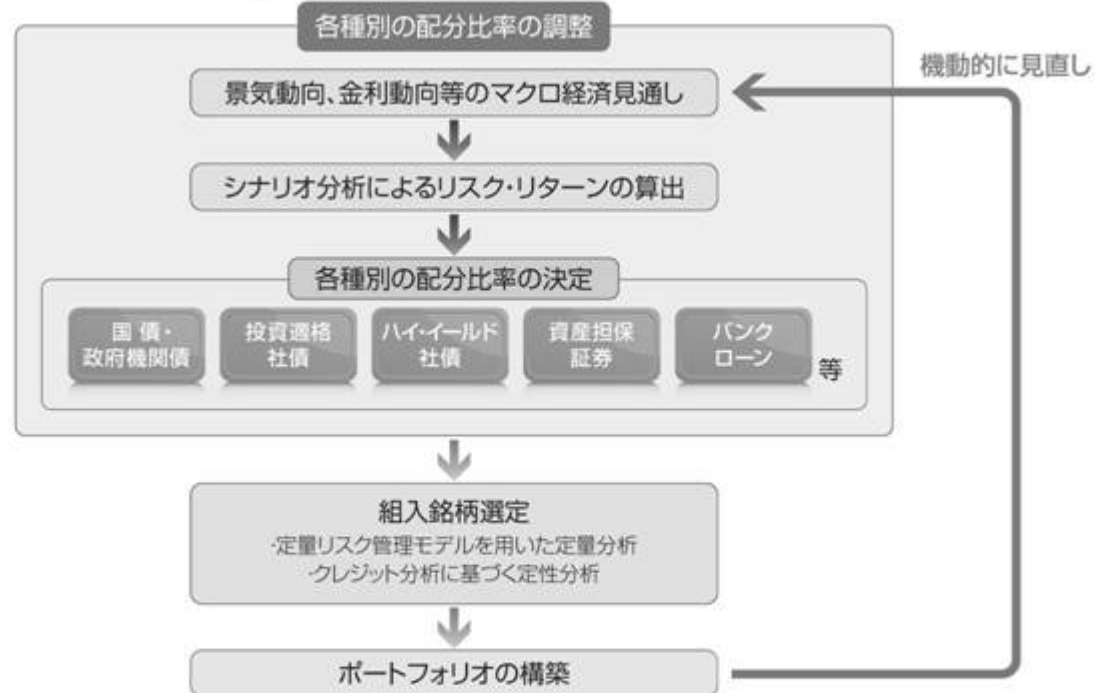 各種別の配分比率の調整
機動的に見直し
景気動向、金利動向等のマクロ経済見通し
シナリオ分析によるリスク・リターンの算出
各種別の配分比率の決定
国 債・
政府機関債
投資適格
社債
ハイ・イールド
社債
資産担保
証券
バンク
ローン
等
組入銘柄選定
・定量リスク管理モデルを用いた定量分析
・クレジット分析に基づく定性分析
ポートフォリオの構築